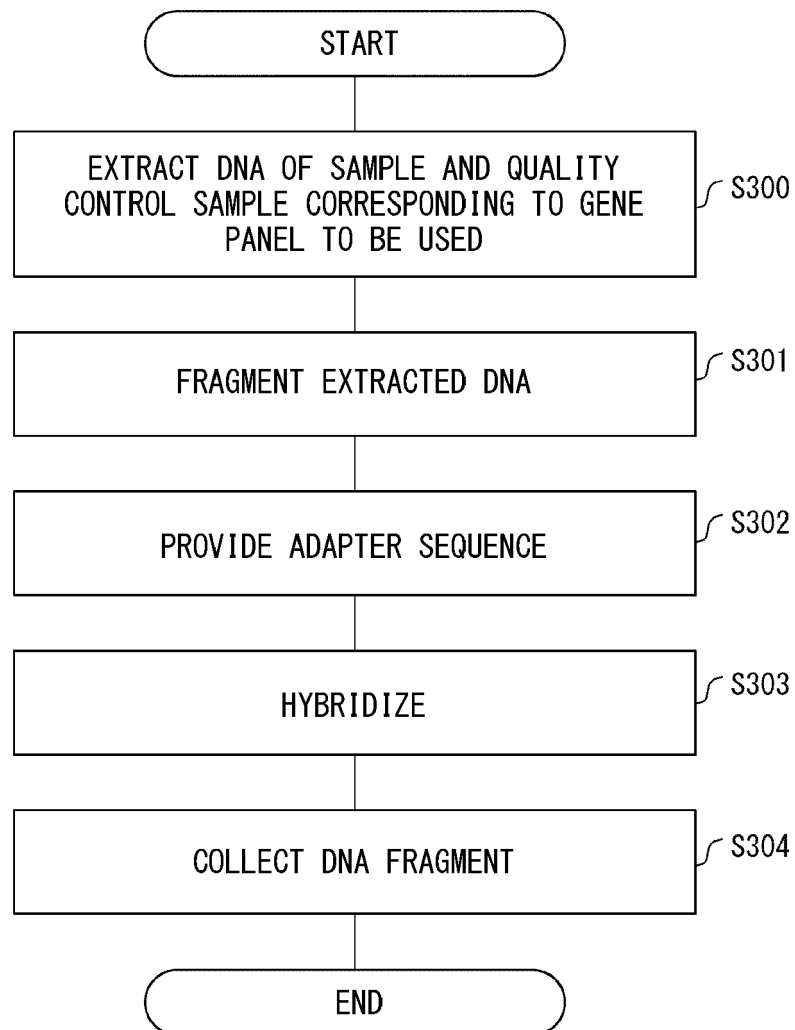 START
EXTRACT DNA OF SAMPLE AND QUALITY
CONTROL SAMPLE CORRESPONDING TO GENE
PANEL TO BE USED
S300
FRAGMENT EXTRACTED DNA
S301
PROVIDE ADAPTER SEQUENCE
S302
HYBRIDIZE
S303
COLLECT DNA FRAGMENT
S304
END